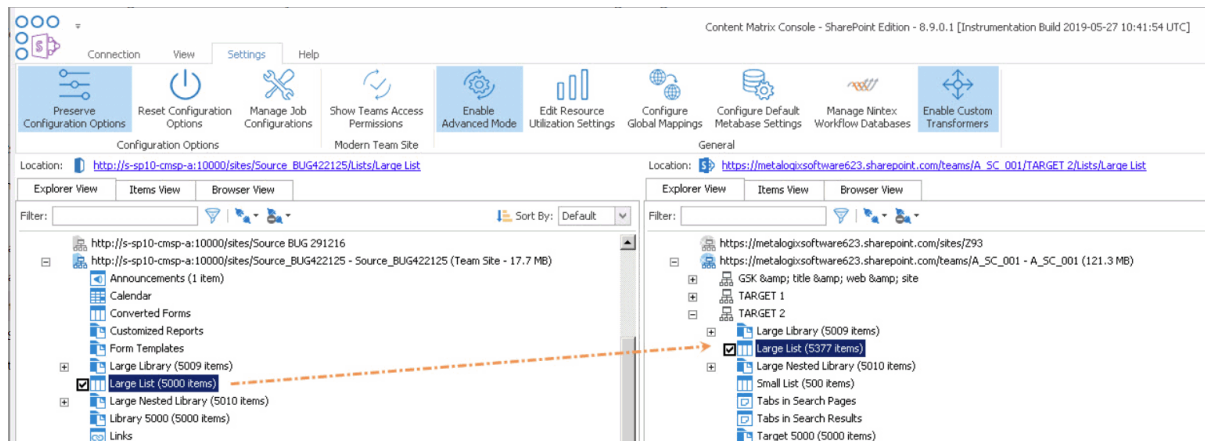 Content Matrix Console - SharePoint Edition - 8.9.0.1 [Instrumentation Build 2019-05-27 10:41:54 UTC]
Connection View Settings Help
Preserve Configuration Options
Reset Configuration Options
Manage Job Configurations
Show Teams Access Permissions
Enable Advanced Mode
Edit Resource Utilization Settings
Configure Global Mappings
Configure Default Metabase Settings
Manage Nintex Workflow Databases
Enable Custom Transformers
Configuration Options
Modern Team Site
General
Location: http://s-sp10-cmsp-a:10000/sites/Source_BUG422125/Lists/Large List
Explorer View Items View Browser View
Filter: Sort By: Default
http://s-sp10-cmsp-a:10000/sites/Source BUG 291216
http://s-sp10-cmsp-a:10000/sites/Source_BUG422125 - Source_BUG422125 (Team Site - 17.7 MB)
Announcements (1 item)
Calendar
Converted Forms
Customized Reports
Form Templates
Large Library (5009 items)
Large List (5000 items)
Large Nested Library (5010 items)
Library 5000 (5000 items)
Links
Location: https://metalogixsoftware623.sharepoint.com/teams/A_SC_001/TARGET 2/Lists/Large List
Explorer View Items View Browser View
Filter:
https://metalogixsoftware623.sharepoint.com/sites/Z93
https://metalogixsoftware623.sharepoint.com/teams/A_SC_001 - A_SC_001 (121.3 MB)
GSK &amp; title &amp; web &amp; site
TARGET 1
TARGET 2
Large Library (5009 items)
Large List (5377 items)
Large Nested Library (5010 items)
Small List (500 items)
Tabs in Search Pages
Tabs in Search Results
Target 5000 (5000 items)